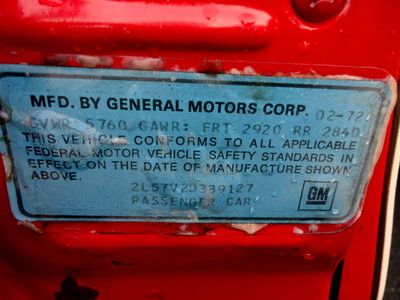 MFD. BY GENERAL MOTORS CORP. 02-72
GVWR 5760 GAWR: FRT 2920 RR 2840
THIS VEHICLE CONFORMS TO ALL APPLICABLE
FEDERAL MOTOR VEHICLE SAFETY STANDARDS IN
EFFECT ON THE DATE OF MANUFACTURE SHOWN
ABOVE.
2L57V2D339127
PASSENGER CAR
GM